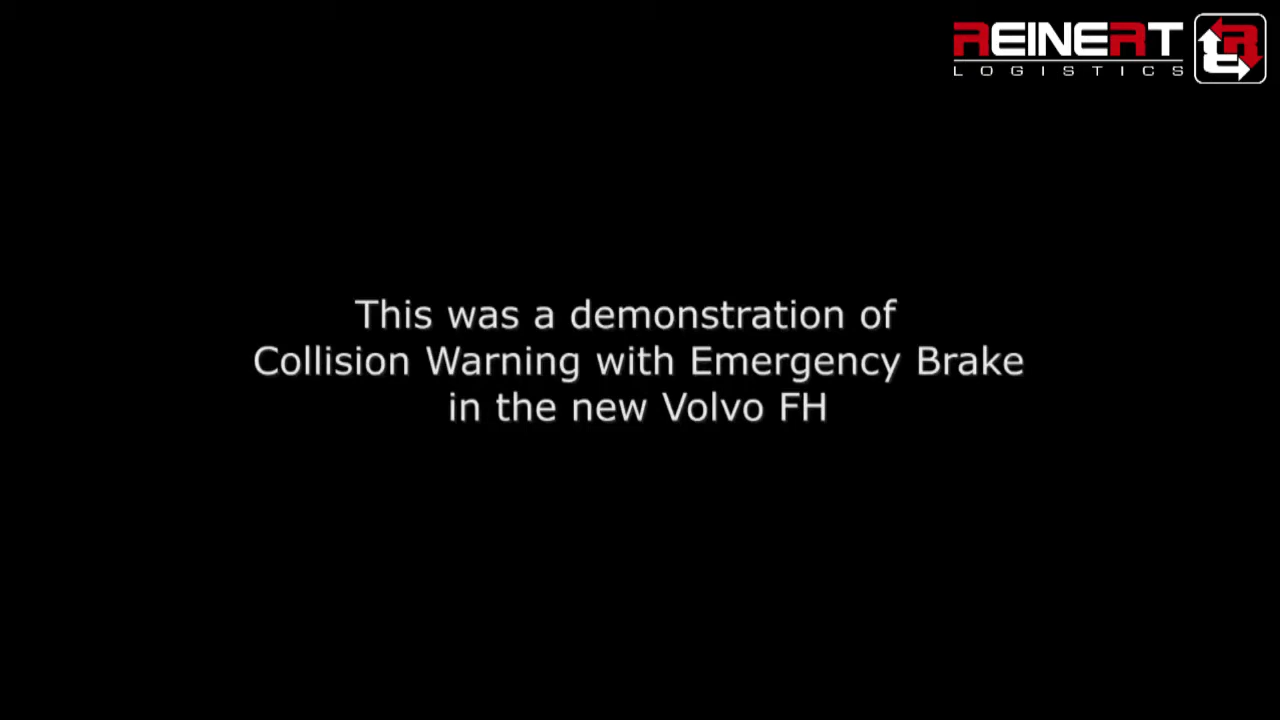 REINERT
LOGISTICS
This was a demonstration of
Collision Warning with Emergency Brake
in the new Volvo FH